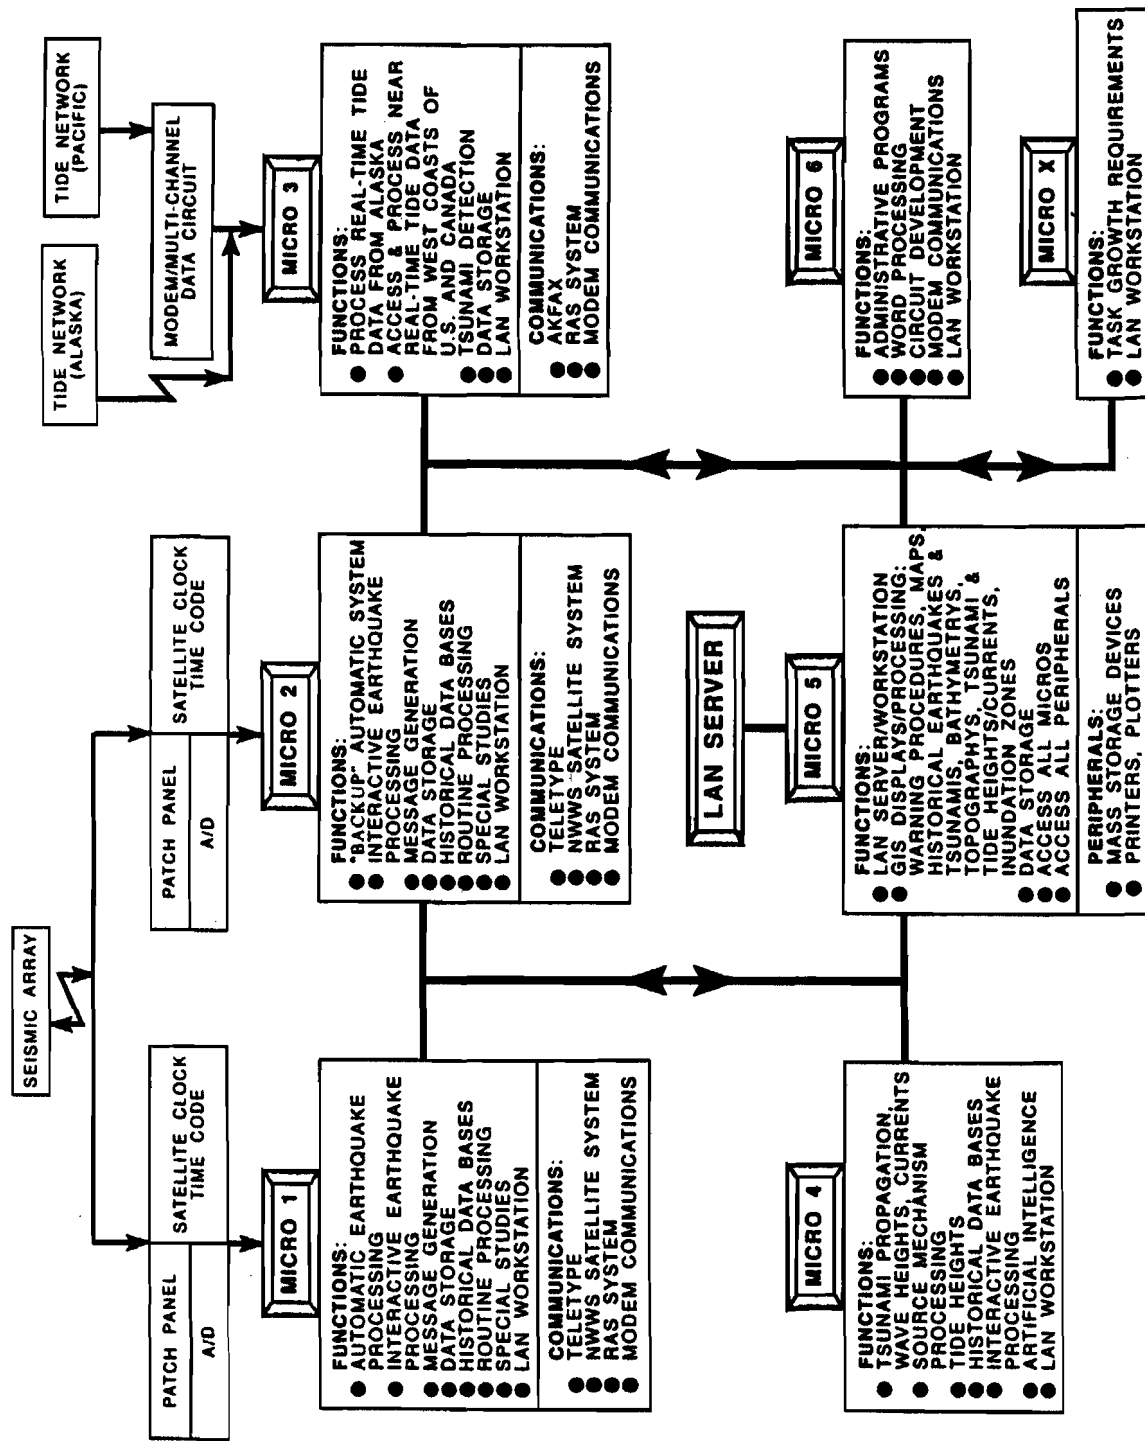 SEISMIC ARRAY
PATCH PANEL
A/D
SATELLITE CLOCK
TIME CODE
MICRO 1
FUNCTIONS:
● AUTOMATIC EARTHQUAKE
PROCESSING
● INTERACTIVE EARTHQUAKE
PROCESSING
● MESSAGE GENERATION
● DATA STORAGE
● HISTORICAL DATA BASES
● ROUTINE PROCESSING
● SPECIAL STUDIES
● LAN WORKSTATION
COMMUNICATIONS:
● TELETYPE
● NWWS SATELLITE SYSTEM
● RAS SYSTEM
● MODEM COMMUNICATIONS
PATCH PANEL
A/D
SATELLITE CLOCK
TIME CODE
MICRO 2
FUNCTIONS:
● "BACKUP" AUTOMATIC SYSTEM
● INTERACTIVE EARTHQUAKE
PROCESSING
● MESSAGE GENERATION
● DATA STORAGE
● HISTORICAL DATA BASES
● ROUTINE PROCESSING
● SPECIAL STUDIES
● LAN WORKSTATION
COMMUNICATIONS:
● TELETYPE
● NWWS SATELLITE SYSTEM
● RAS SYSTEM
● MODEM COMMUNICATIONS
TIDE NETWORK
(ALASKA)
TIDE NETWORK
(PACIFIC)
MODEM/MULTI-CHANNEL
DATA CIRCUIT
MICRO 3
FUNCTIONS:
● PROCESS REAL-TIME TIDE
DATA FROM ALASKA
● ACCESS & PROCESS NEAR
REAL-TIME TIDE DATA
FROM WEST COASTS OF
U.S. AND CANADA
● TSUNAMI DETECTION
● DATA STORAGE
● LAN WORKSTATION
COMMUNICATIONS:
● AKFAX
● RAS SYSTEM
● MODEM COMMUNICATIONS
MICRO 4
FUNCTIONS:
● TSUNAMI PROPAGATION,
WAVE HEIGHTS, CURRENTS
● SOURCE MECHANISM
PROCESSING
● TIDE HEIGHTS
● HISTORICAL DATA BASES
● INTERACTIVE EARTHQUAKE
PROCESSING
● ARTIFICIAL INTELLIGENCE
● LAN WORKSTATION
LAN SERVER
MICRO 5
FUNCTIONS:
● LAN SERVER/WORKSTATION
● GIS DISPLAYS/PROCESSING:
WARNING PROCEDURES, MAPS,
HISTORICAL EARTHQUAKES &
TSUNAMIS, BATHYMETRYS,
TOPOGRAPHYS, TSUNAMI &
TIDE HEIGHTS/CURRENTS,
INUNDATION ZONES
● DATA STORAGE
● ACCESS ALL MICROS
● ACCESS ALL PERIPHERALS
PERIPHERALS:
● MASS STORAGE DEVICES
● PRINTERS, PLOTTERS
MICRO 6
FUNCTIONS:
● ADMINISTRATIVE PROGRAMS
● WORD PROCESSING
● CIRCUIT DEVELOPMENT
● MODEM COMMUNICATIONS
● LAN WORKSTATION
MICRO X
FUNCTIONS:
● TASK GROWTH REQUIREMENTS
● LAN WORKSTATION